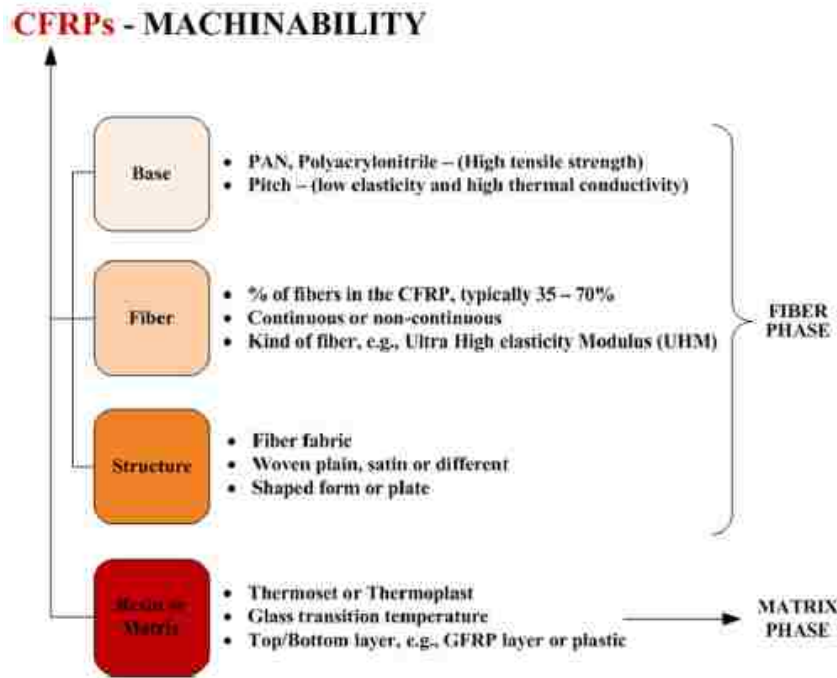 CFRPs - MACHINABILITY
Base
• PAN, Polyacrylonitrile – (High tensile strength)
• Pitch – (low elasticity and high thermal conductivity)
Fiber
• % of fibers in the CFRP, typically 35 – 70%
• Continuous or non-continuous
• Kind of fiber, e.g., Ultra High elasticity Modulus (UHM)
Structure
• Fiber fabric
• Woven plain, satin or different
• Shaped form or plate
FIBER
PHASE
Resin or
Matrix
• Thermoset or Thermoplast
• Glass transition temperature
• Top/Bottom layer, e.g., GFRP layer or plastic
MATRIX
PHASE